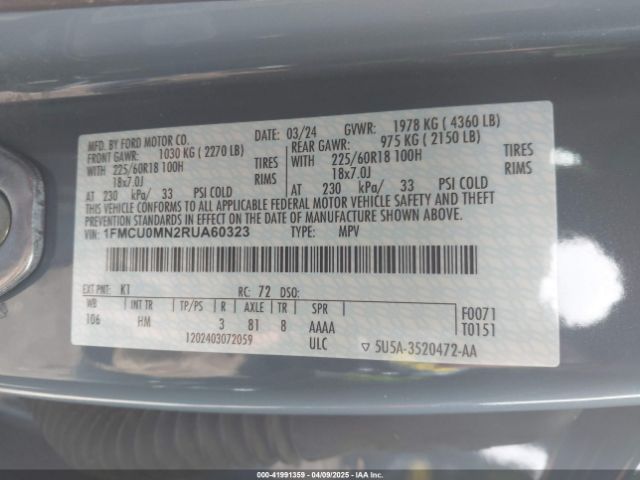 MFD. BY FORD MOTOR CO. DATE: 03/24 GVWR: 1978 KG ( 4360 LB)
FRONT GAWR: 1030 KG ( 2270 LB) REAR GAWR: 975 KG ( 2150 LB)
WITH 225/60R18 100H TIRES WITH 225/60R18 100H TIRES
18x7.0J RIMS 18x7.0J RIMS
AT 230 kPa/ 33 PSI COLD AT 230 kPa/ 33 PSI COLD
THIS VEHICLE CONFORMS TO ALL APPLICABLE FEDERAL MOTOR VEHICLE SAFETY AND THEFT
PREVENTION STANDARDS IN EFFECT ON THE DATE OF MANUFACTURE SHOWN ABOVE.
VIN: 1FMCU0MN2RUA60323 TYPE: MPV
EXT PNT: K1 RC: 72 DSO:
WB INT TR TP/PS R AXLE TR SPR F0071
106 HM 3 81 8 AAAA T0151
1202403072059 ULC ▽ 5U5A-3520472-AA
000-41991359 | 04/09/2025 | IAAI.COM